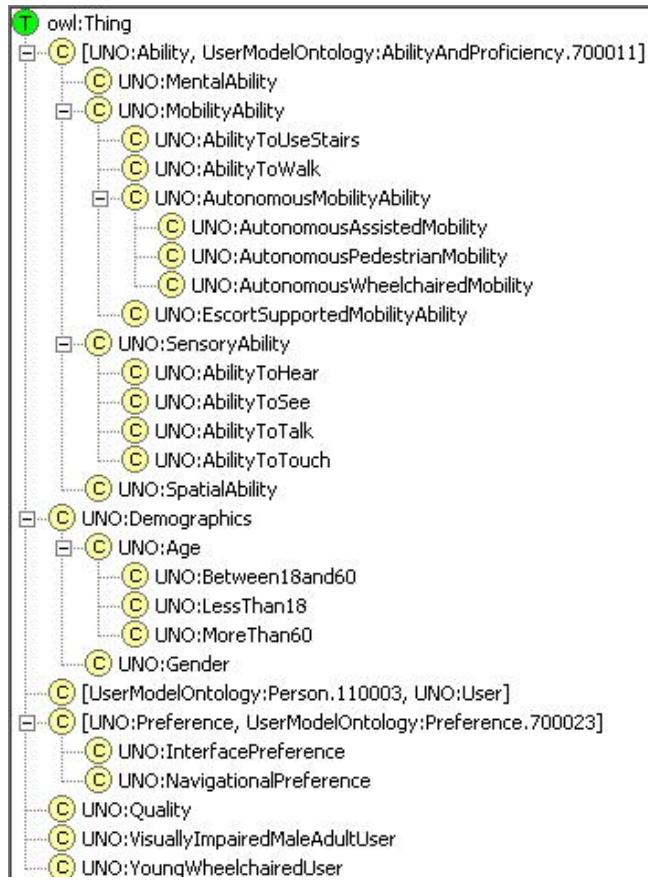 T owl:Thing
C [UNO:Ability, UserModelOntology:AbilityAndProficiency.700011]
C UNO:MentalAbility
C UNO:MobilityAbility
C UNO:AbilityToUseStairs
C UNO:AbilityToWalk
C UNO:AutonomousMobilityAbility
C UNO:AutonomousAssistedMobility
C UNO:AutonomousPedestrianMobility
C UNO:AutonomousWheelchairedMobility
C UNO:EscortSupportedMobilityAbility
C UNO:SensoryAbility
C UNO:AbilityToHear
C UNO:AbilityToSee
C UNO:AbilityToTalk
C UNO:AbilityToTouch
C UNO:SpatialAbility
C UNO:Demographics
C UNO:Age
C UNO:Between18and60
C UNO:LessThan18
C UNO:MoreThan60
C UNO:Gender
C [UserModelOntology:Person.110003, UNO:User]
C [UNO:Preference, UserModelOntology:Preference.700023]
C UNO:InterfacePreference
C UNO:NavigationalPreference
C UNO:Quality
C UNO:VisuallyImpairedMaleAdultUser
C UNO:YoungWheelchairedUser